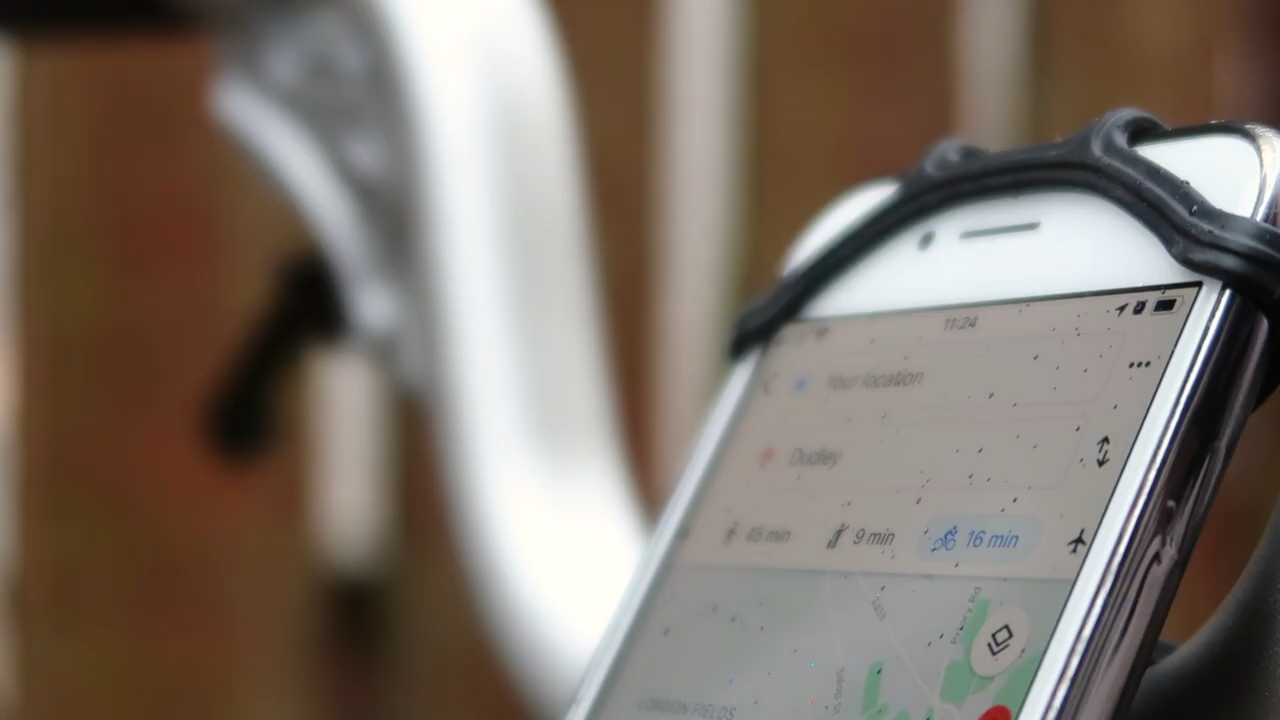 11:24
Your location
Dudley
45 min
9 min
16 min
LONDON FIELDS